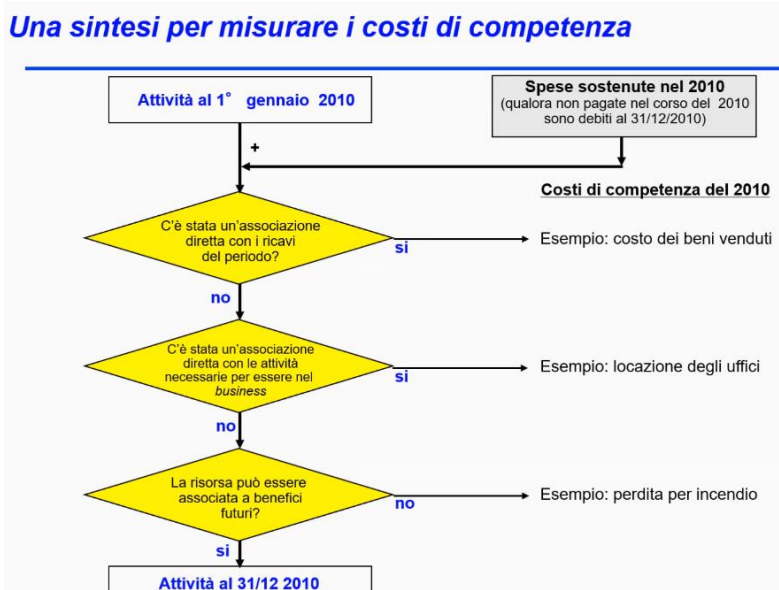 Una sintesi per misurare i costi di competenza
Attività al 1° gennaio 2010
Spese sostenute nel 2010
(qualora non pagate nel corso del 2010
sono debiti al 31/12/2010)
+
Costi di competenza del 2010
C'è stata un'associazione
diretta con i ricavi
del periodo?
si
Esempio: costo dei beni venduti
no
C'è stata un'associazione
diretta con le attività
necessarie per essere nel
business
si
Esempio: locazione degli uffici
no
La risorsa può essere
associata a benefici
futuri?
no
Esempio: perdita per incendio
si
Attività al 31/12 2010